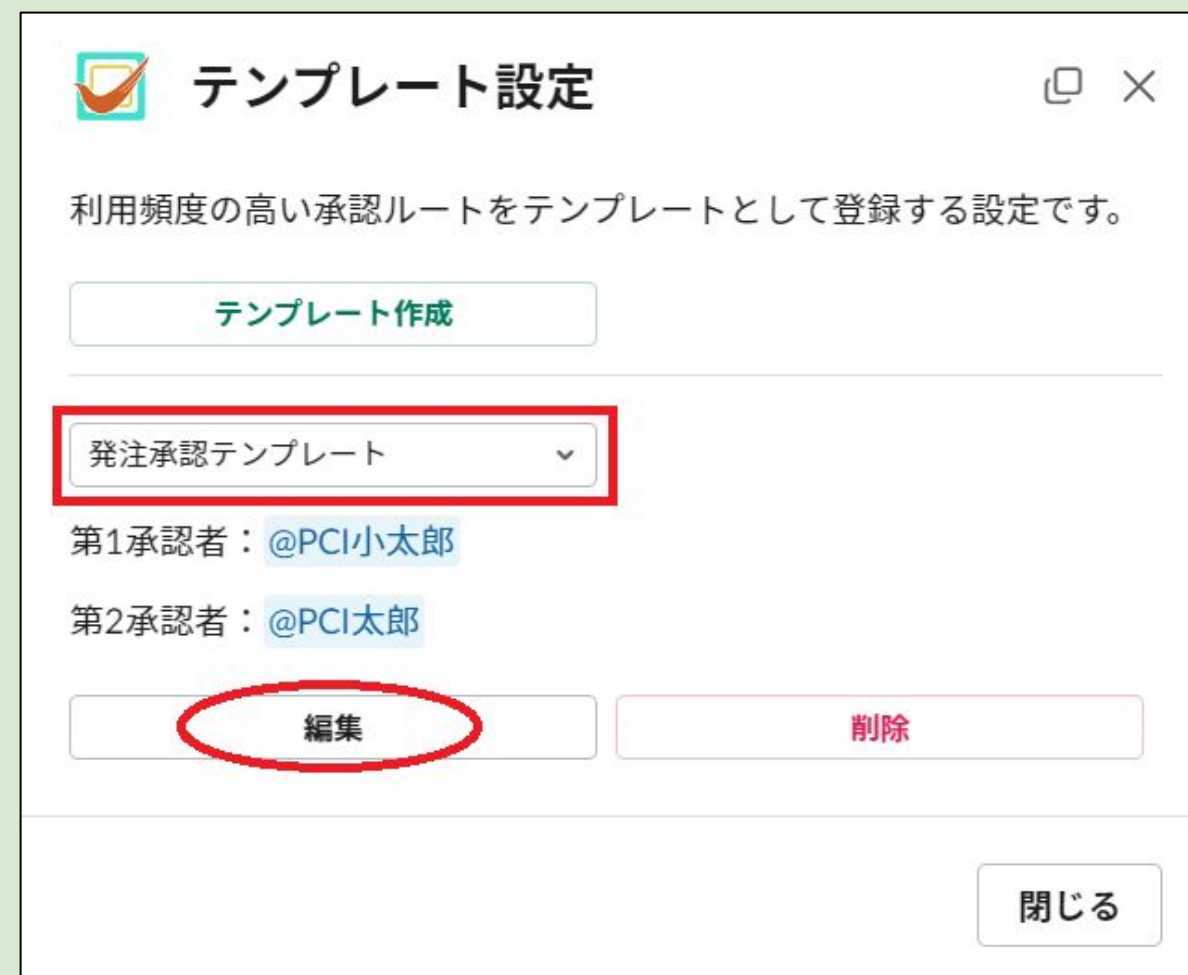 テンプレート設定
利用頻度の高い承認ルートをテンプレートとして登録する設定です。
テンプレート作成
発注承認テンプレート
第1承認者：@PCI小太郎
第2承認者：@PCI太郎
編集
削除
閉じる